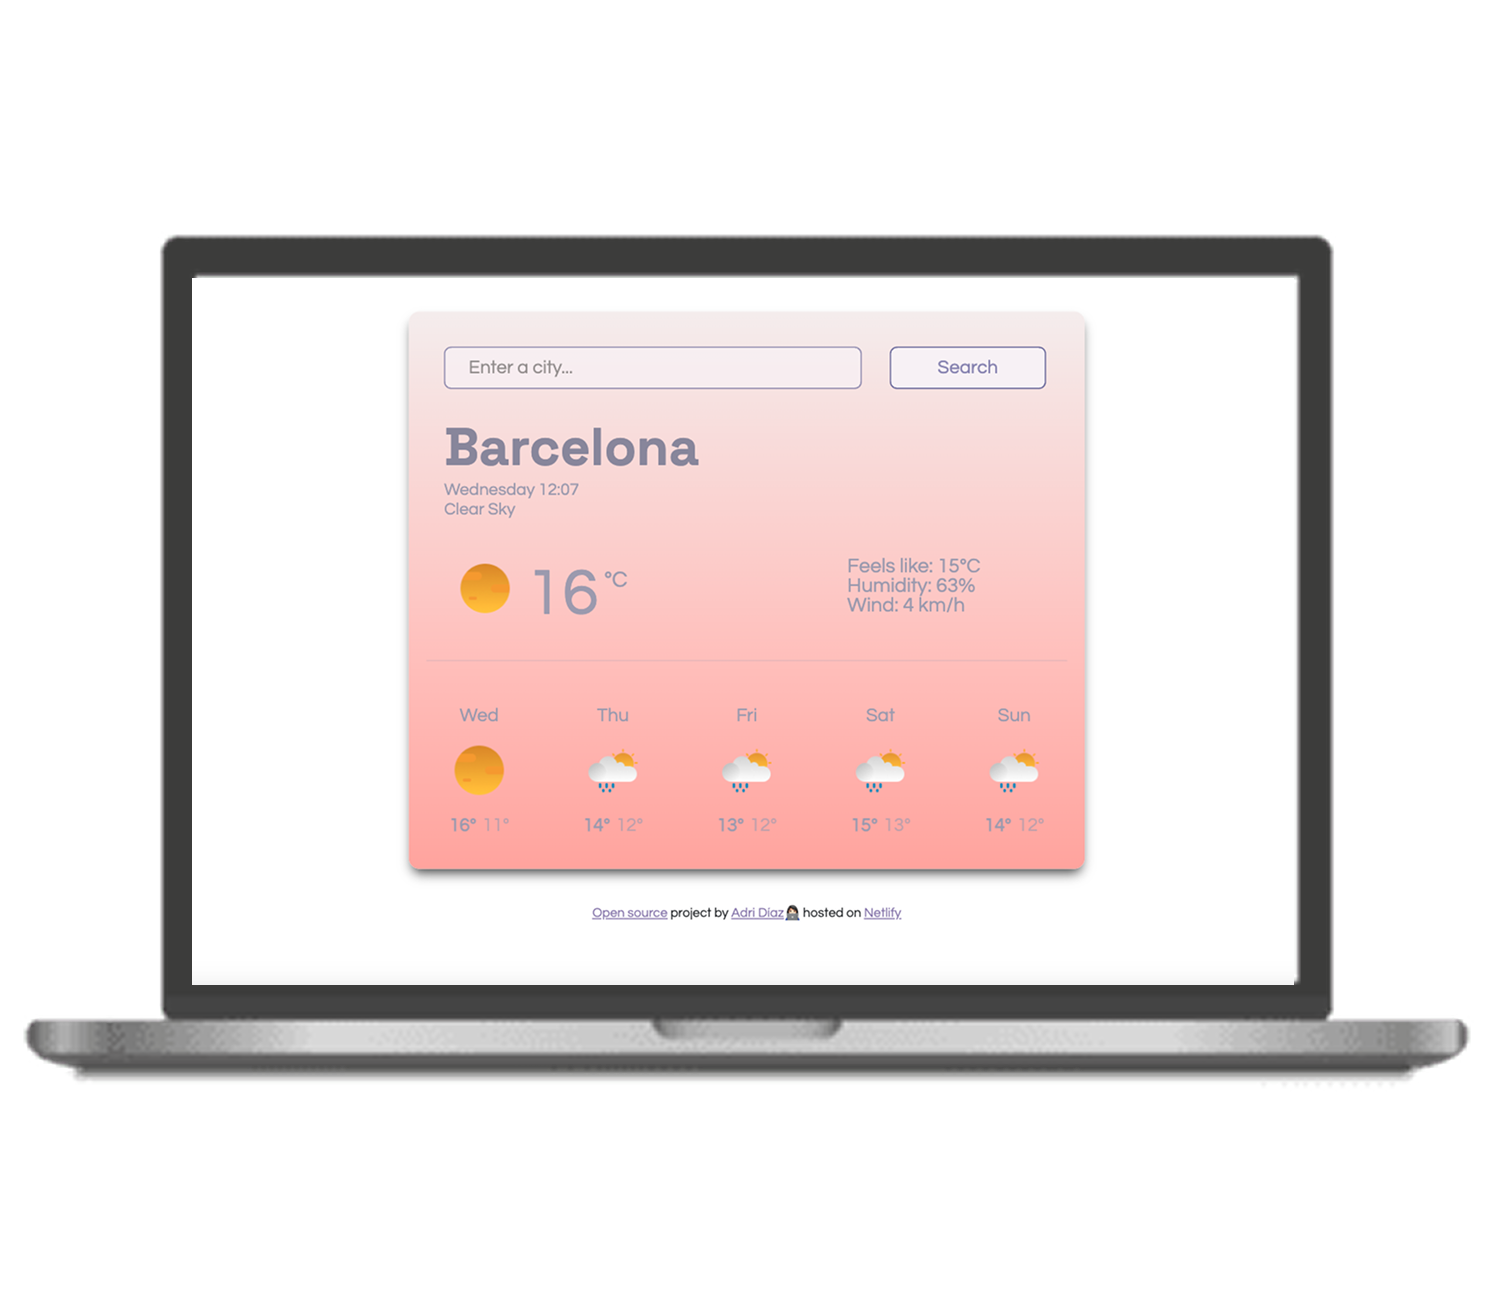 Enter a city...
Search
Barcelona
Wednesday 12:07
Clear Sky
16 °C
Feels like: 15°C
Humidity: 63%
Wind: 4 km/h
Wed Thu Fri Sat Sun
16° 11° 14° 12° 13° 12° 15° 13° 14° 12°
Open source project by Adri Diaz👩🏻‍💻 hosted on Netlify